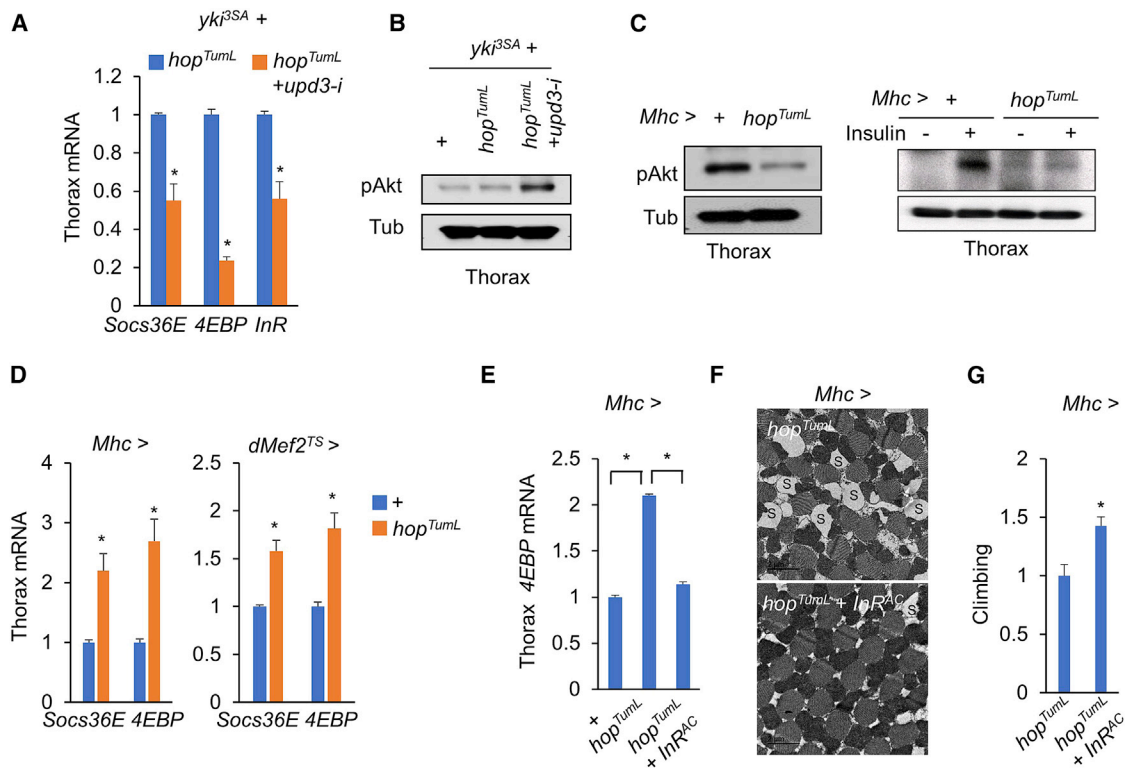 A
yki3SA +
hopTumL
hopTumL
+upd3-i
Thorax mRNA
1.2
1
0.8
0.6
0.4
0.2
0
*
*
*
Socs36E 4EBP InR
B
yki3SA +
+
hopTumL
hopTumL
+upd3-i
pAkt
Tub
Thorax
C
Mhc > + hopTumL
pAkt
Tub
Thorax
Mhc > + hopTumL
Insulin - + - +
Thorax
D
Mhc >
Thorax mRNA
4
3
2
1
0
*
*
Socs36E 4EBP
dMef2TS >
2.5
2
1.5
1
0.5
0
*
*
Socs36E 4EBP
+
hopTumL
E
Mhc >
Thorax 4EBP mRNA
2.5
2
1.5
1
0.5
0
*
*
+
hopTumL
hopTumL
+ InRAC
F
Mhc >
hopTumL
S
S
S
S
S
S
hopTumL + InRAC
S
G
Mhc >
Climbing
2
1.5
1
0.5
0
*
hopTumL
hopTumL
+ InRAC